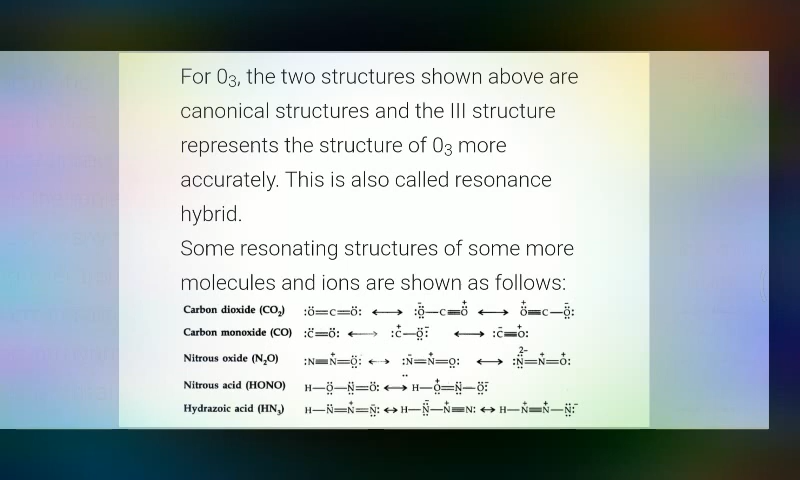 For 0₃, the two structures shown above are
canonical structures and the III structure
represents the structure of 0₃ more
accurately. This is also called resonance
hybrid.
Some resonating structures of some more
molecules and ions are shown as follows:
Carbon dioxide (CO₂) :Ö=C=Ö: ⟷ :Ö⁻—C≡Ö⁺ ⟷ Ö⁺≡C—Ö⁻:
Carbon monoxide (CO) :C̈=Ö: ⟷ :C⁺—Ö:⁻ ⟷ :C⁻≡O⁺:
Nitrous oxide (N₂O)
Nitrous acid (HONO) H—Ö—N̈=Ö: ⟷ H—Ö⁺=N̈—Ö:⁻
Hydrazoic acid (HN₃)